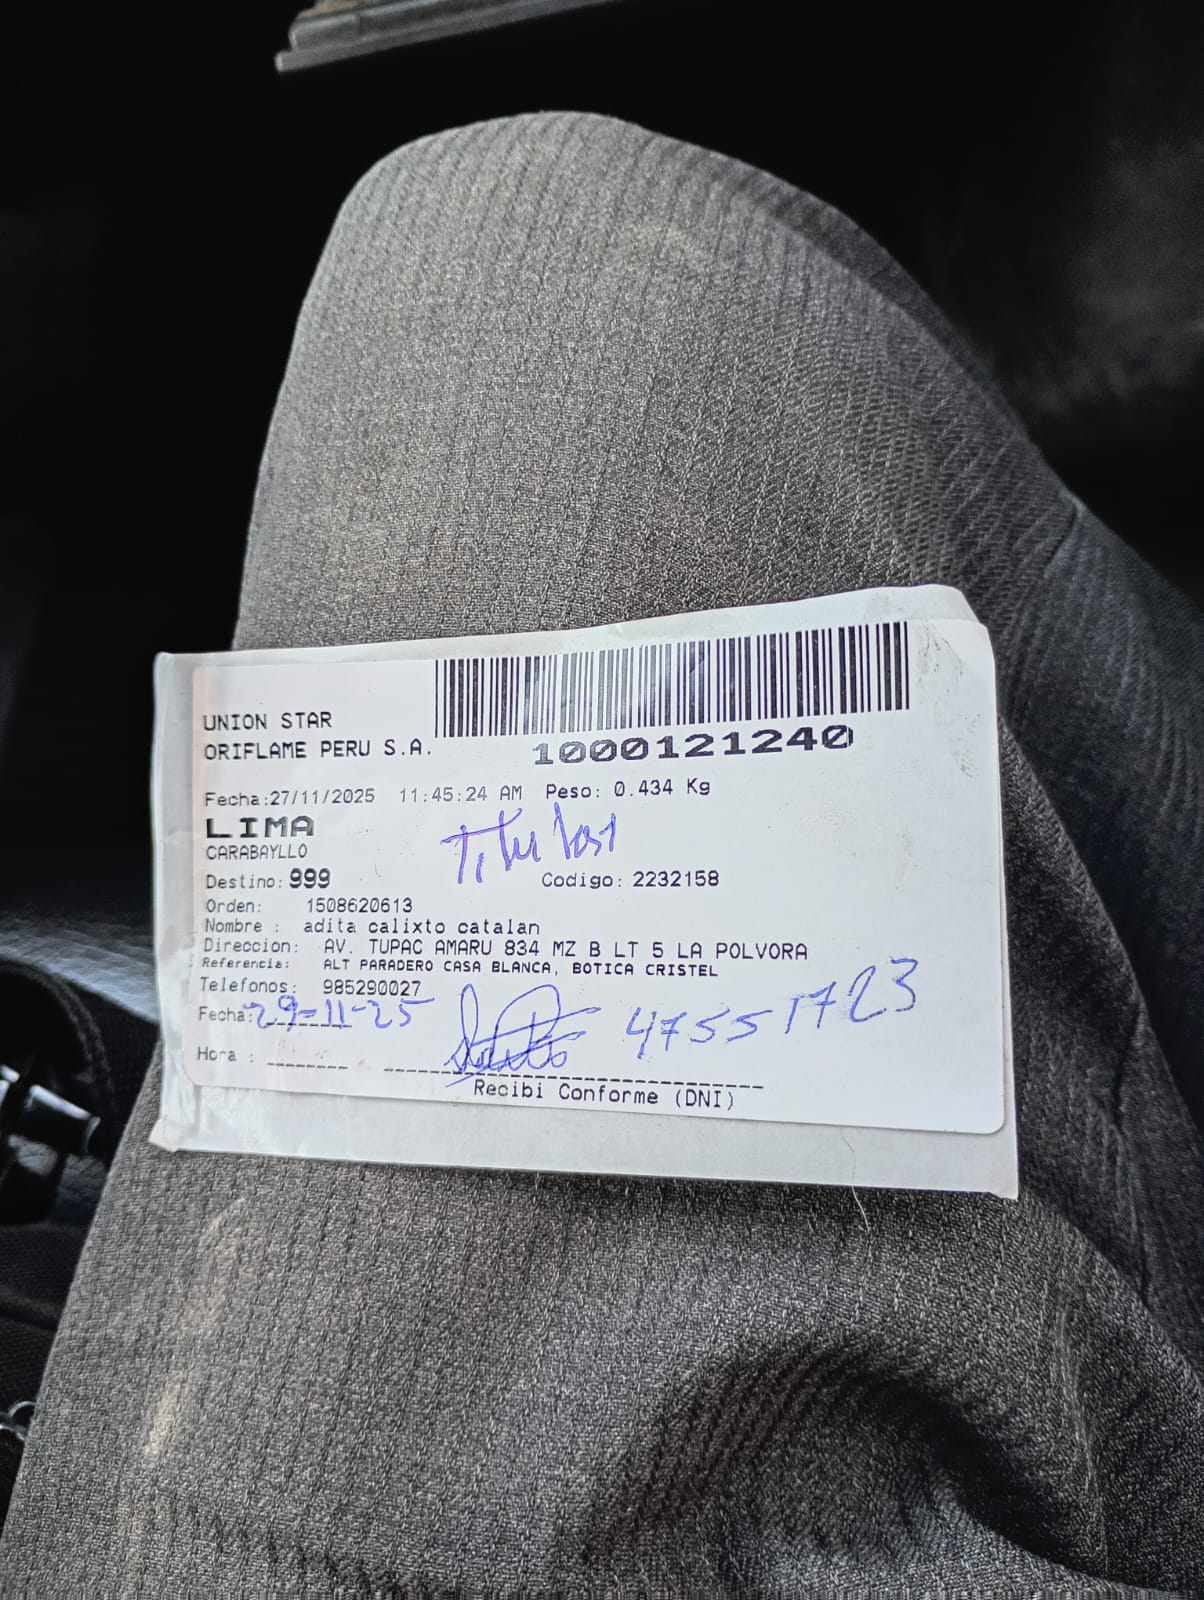 UNION STAR
ORIFLAME PERU S.A.
1000121240
Fecha:27/11/2025 11:45:24 AM Peso: 0.434 Kg
LIMA
CARABAYLLO
Titular
Destino: 999 Codigo: 2232158
Orden: 1508620613
Nombre : adita calixto catalan
Direccion: AV. TUPAC AMARU 834 MZ B LT 5 LA POLVORA
Referencia: ALT PARADERO CASA BLANCA, BOTICA CRISTEL
Telefonos: 985290027
Fecha: 29-11-25 47551723
Hora :
Recibi Conforme (DNI)